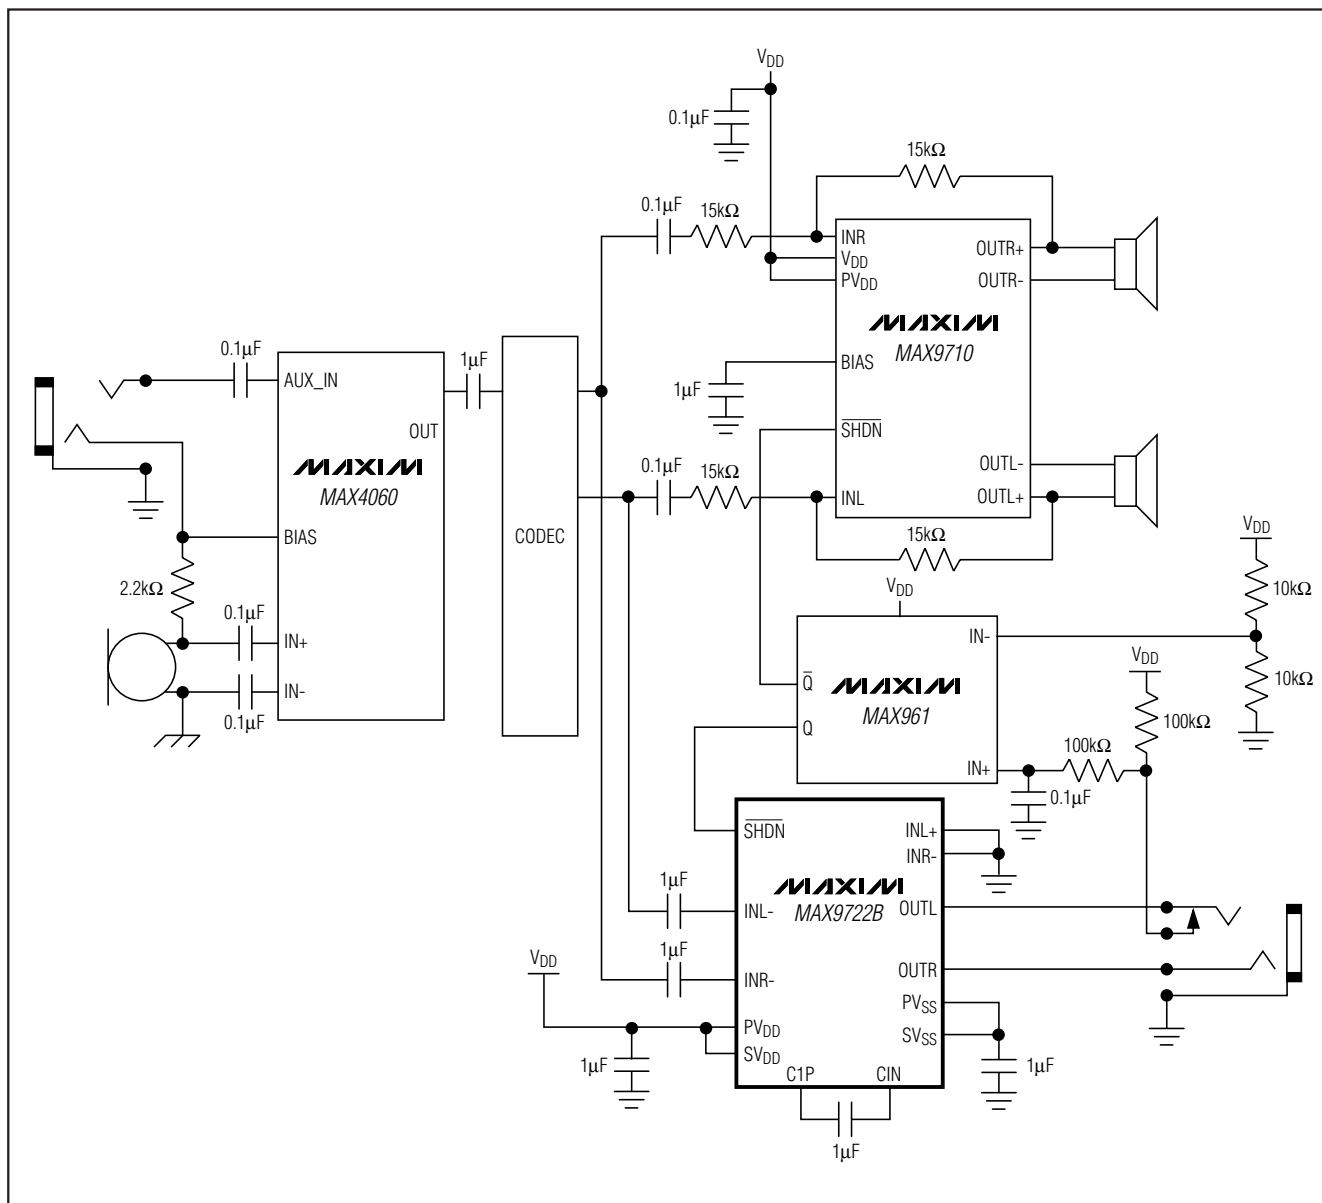 VDD
0.1µF
15kΩ
0.1µF
15kΩ
INR
VDD
PVDD
OUTR+
OUTR-
MAXIM
MAX9710
BIAS
1µF
SHDN
0.1µF
15kΩ
INL
OUTL-
OUTL+
15kΩ
0.1µF
AUX_IN
1µF
OUT
MAXIM
MAX4060
BIAS
2.2kΩ
0.1µF
IN+
IN-
0.1µF
CODEC
VDD
10kΩ
10kΩ
VDD
IN-
Q
MAXIM
MAX961
Q
IN+
VDD
100kΩ
100kΩ
0.1µF
SHDN
INL+
INR-
MAXIM
MAX9722B
1µF
INL-
OUTL
1µF
INR-
OUTR
VDD
PVDD
SVDD
1µF
PVSS
SVSS
1µF
C1P
CIN
1µF